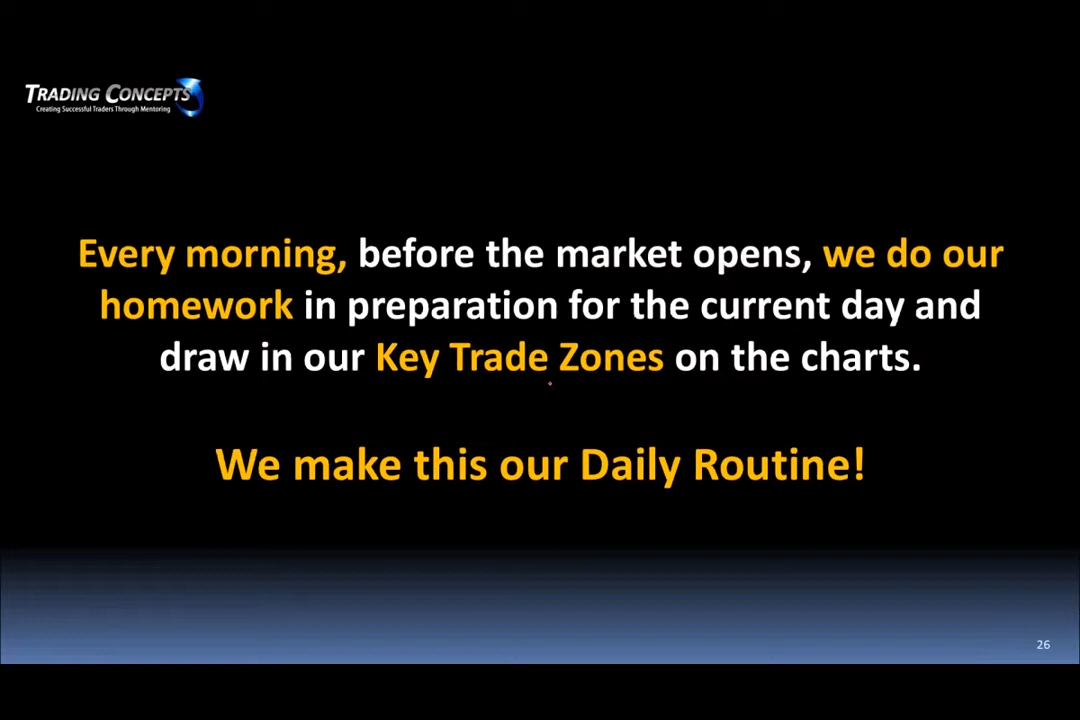 TRADING CONCEPTS
Creating Successful Traders Through Mentoring
Every morning, before the market opens, we do our
homework in preparation for the current day and
draw in our Key Trade Zones on the charts.
We make this our Daily Routine!
26